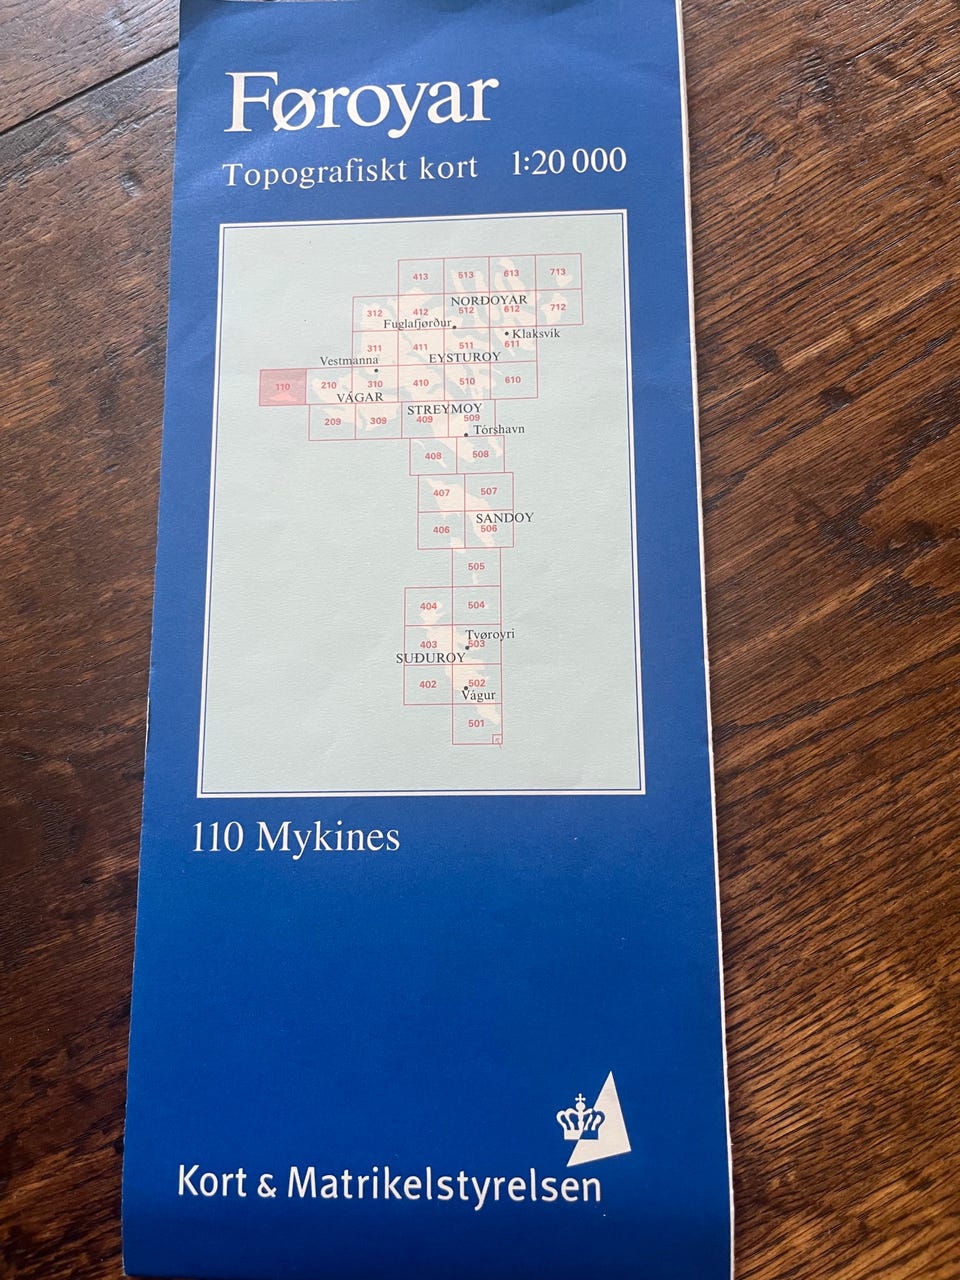 Føroyar
Topografiskt kort 1:20 000
413 513 613 713
NORÐOYAR
312 412 512 612 712
Fuglafjørður
Klaksvík
311 411 511 611
Vestmanna EYSTUROY
110 210 310 410 510 610
VÁGAR
STREYMOY
209 309 409 509
Tórshavn
408 508
407 507
SANDOY
406 506
505
404 504
Tvøroyri
403 503
SUÐUROY
402 502
Vágur
501
110 Mykines
Kort & Matrikelstyrelsen